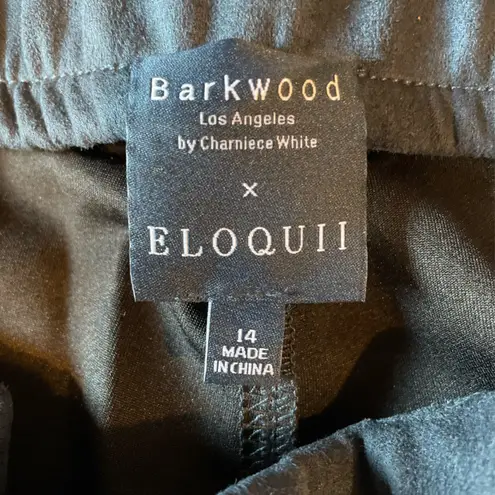 BarkWood
Los Angeles
by Charniece White
x
ELOQUII
14
MADE
IN CHINA